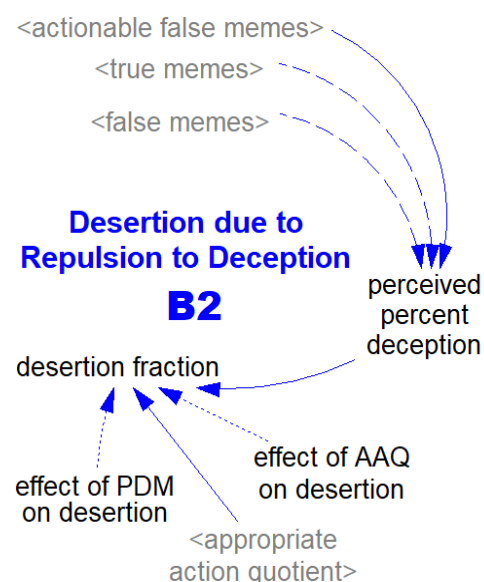 <actionable false memes>
<true memes>
<false memes>
Desertion due to
Repulsion to Deception
B2
perceived
percent
deception
desertion fraction
effect of AAQ
on desertion
effect of PDM
on desertion
<appropriate
action quotient>